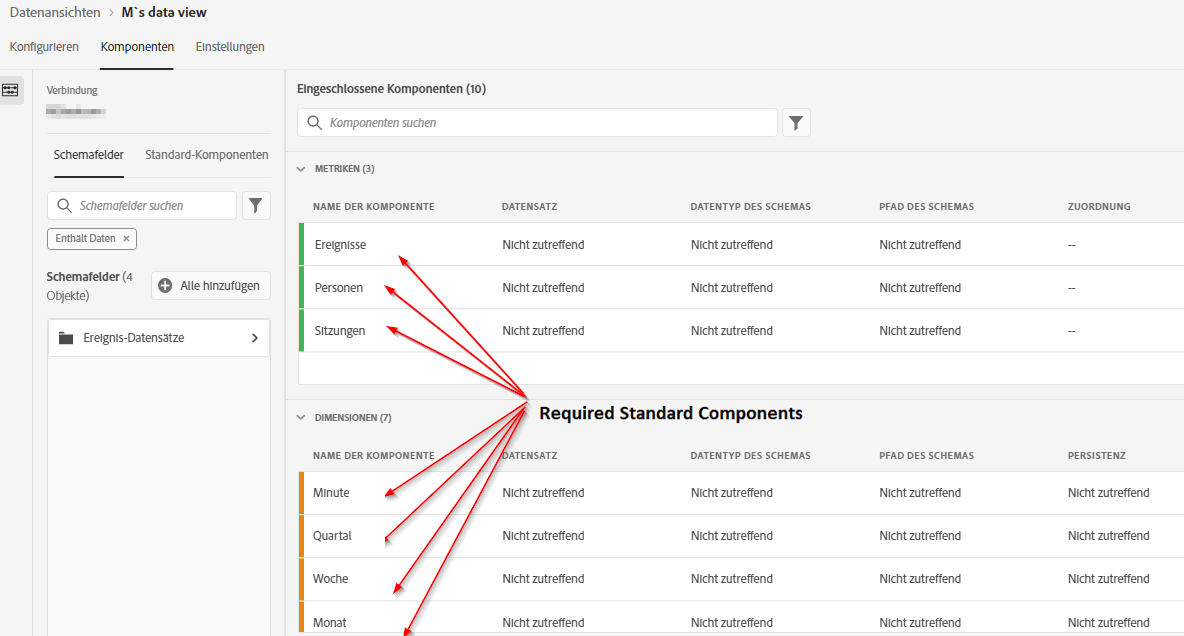 Datenansichten > M`s data view
Konfigurieren Komponenten Einstellungen
Verbindung
Schemafelder Standard-Komponenten
Schemafelder suchen
Enthält Daten ×
Schemafelder (4
Objekte)
Alle hinzufügen
Ereignis-Datensätze
Eingeschlossene Komponenten (10)
Komponenten suchen
METRIKEN (3)
NAME DER KOMPONENTE DATENSATZ DATENTYP DES SCHEMAS PFAD DES SCHEMAS ZUORDNUNG
Ereignisse Nicht zutreffend Nicht zutreffend Nicht zutreffend --
Personen Nicht zutreffend Nicht zutreffend Nicht zutreffend --
Sitzungen Nicht zutreffend Nicht zutreffend Nicht zutreffend --
Required Standard Components
DIMENSIONEN (7)
NAME DER KOMPONENTE DATENSATZ DATENTYP DES SCHEMAS PFAD DES SCHEMAS PERSISTENZ
Minute Nicht zutreffend Nicht zutreffend Nicht zutreffend Nicht zutreffend
Quartal Nicht zutreffend Nicht zutreffend Nicht zutreffend Nicht zutreffend
Woche Nicht zutreffend Nicht zutreffend Nicht zutreffend Nicht zutreffend
Monat Nicht zutreffend Nicht zutreffend Nicht zutreffend Nicht zutreffend